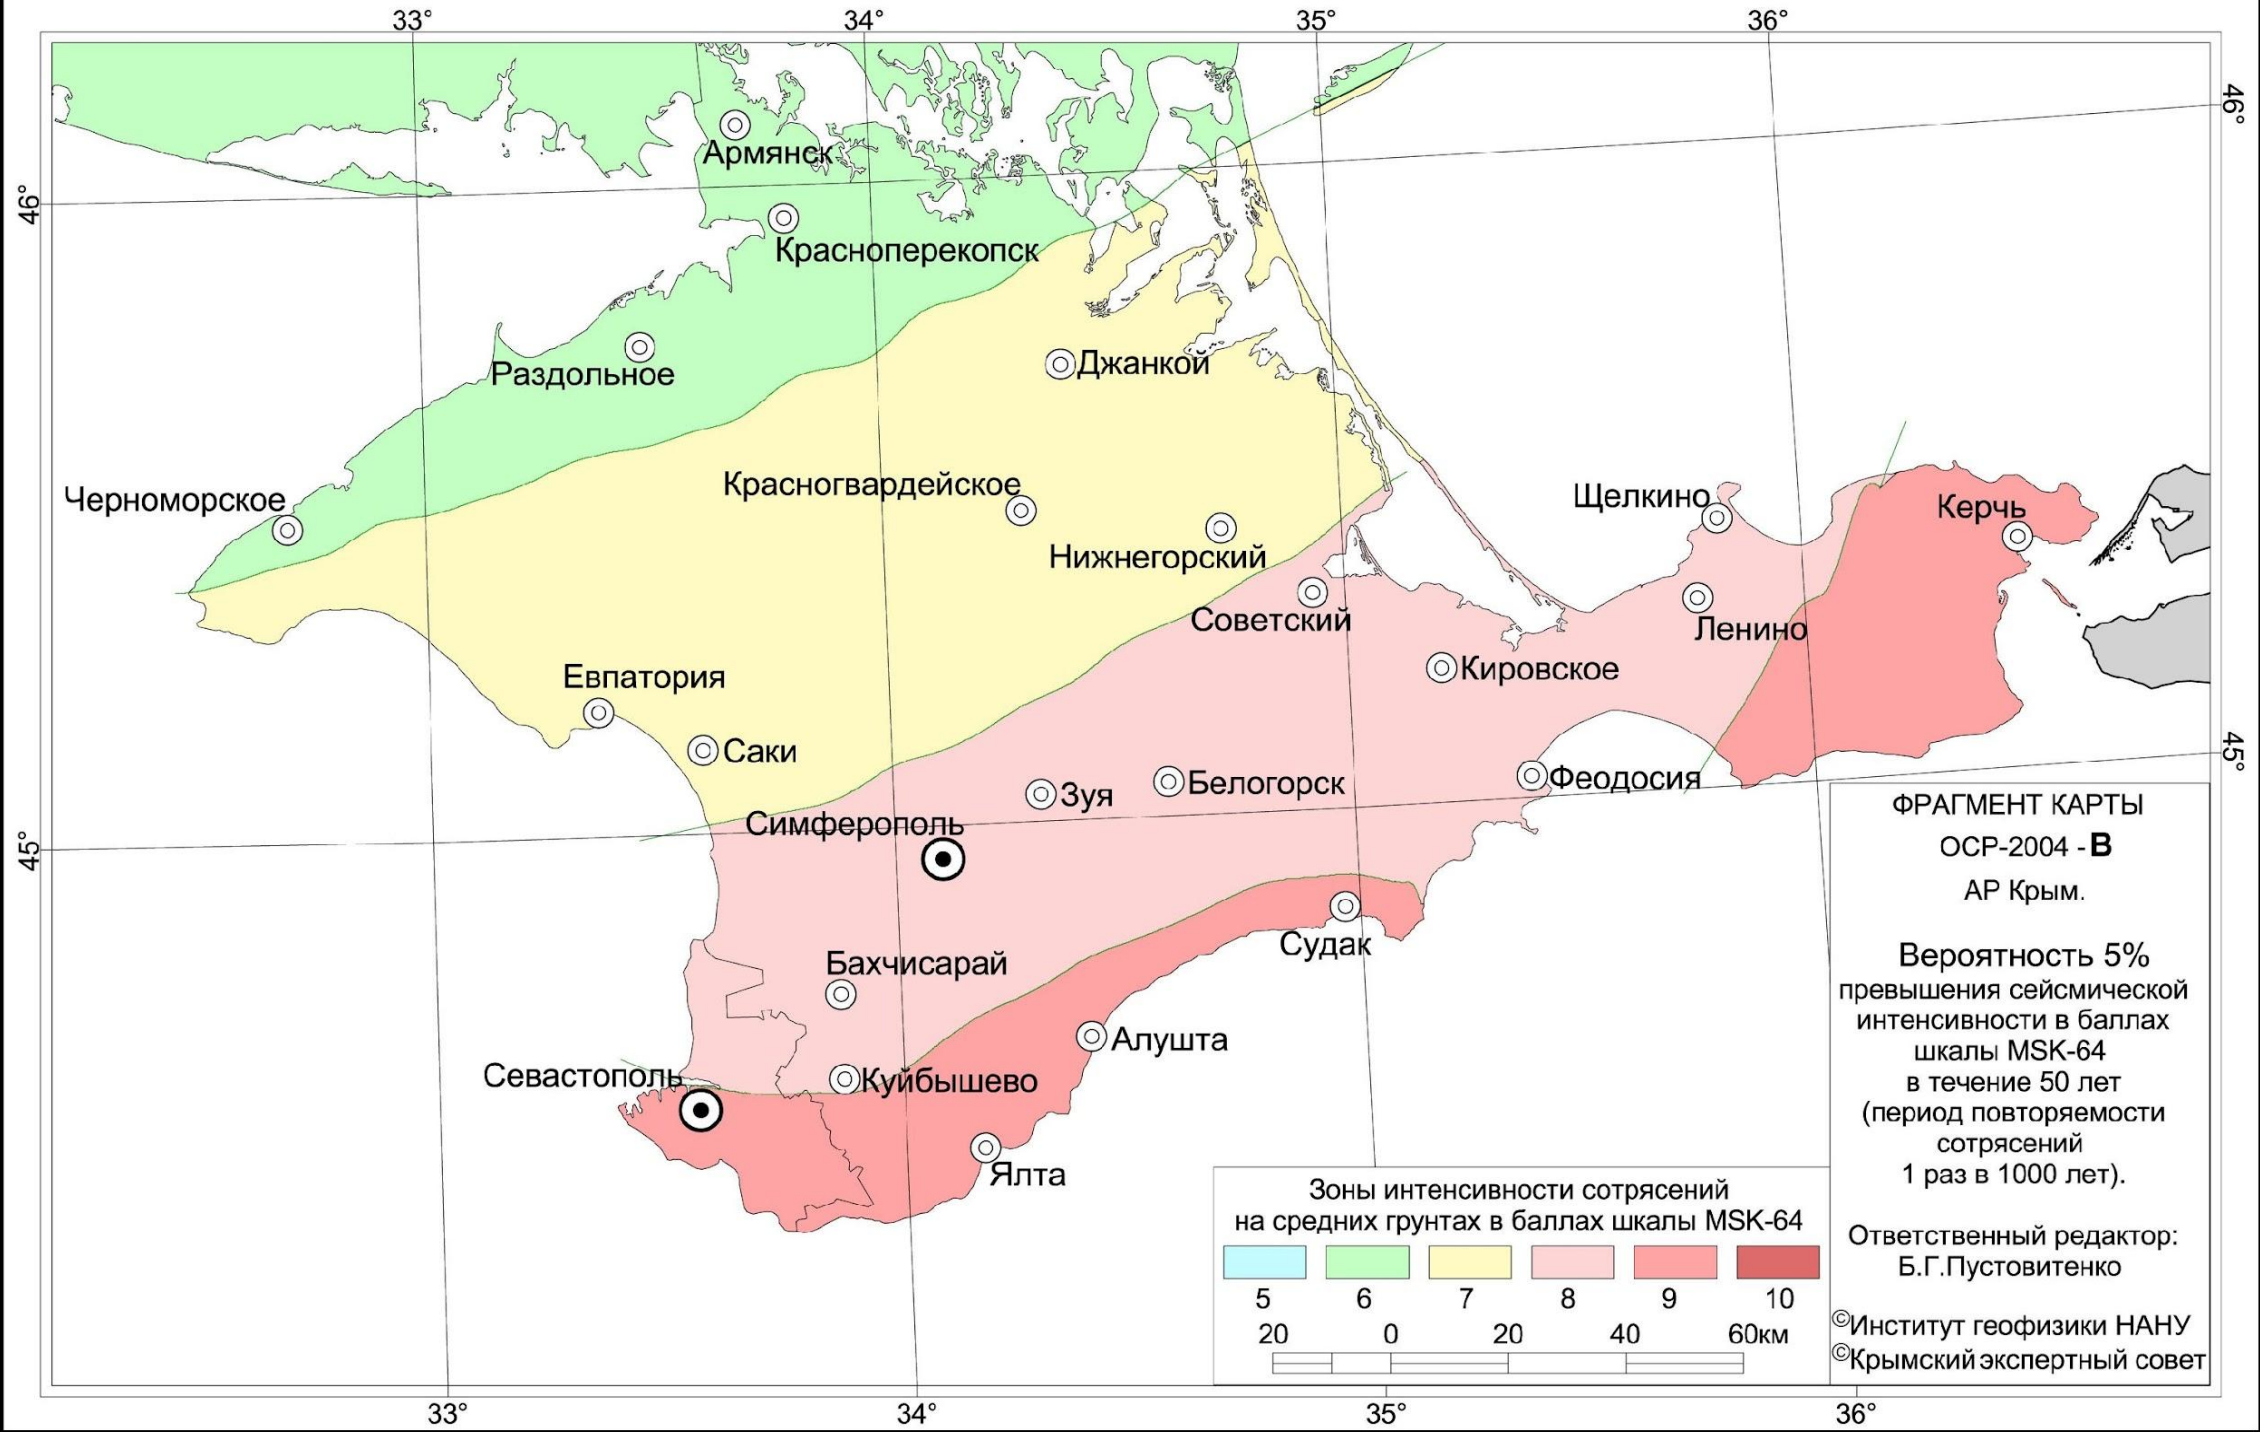 33°
34°
35°
36°
46°
46°
Армянск
Красноперекопск
Раздольное
Джанкой
Черноморское
Красногвардейское
Щелкино
Керчь
Нижнегорский
Советский
Ленино
Кировское
Евпатория
Саки
45°
45°
Зуя
Белогорск
Феодосия
Симферополь
Судак
Бахчисарай
Алушта
Севастополь
Куйбышево
Ялта
ФРАГМЕНТ КАРТЫ
ОСР-2004 -В
АР Крым.
Вероятность 5%
превышения сейсмической
интенсивности в баллах
шкалы MSK-64
в течение 50 лет
(период повторяемости
сотрясений
1 раз в 1000 лет).
Ответственный редактор:
Б.Г.Пустовитенко
©Институт геофизики НАНУ
©Крымский экспертный совет
Зоны интенсивности сотрясений
на средних грунтах в баллах шкалы MSK-64
5 6 7 8 9 10
20 0 20 40 60км
33°
34°
35°
36°